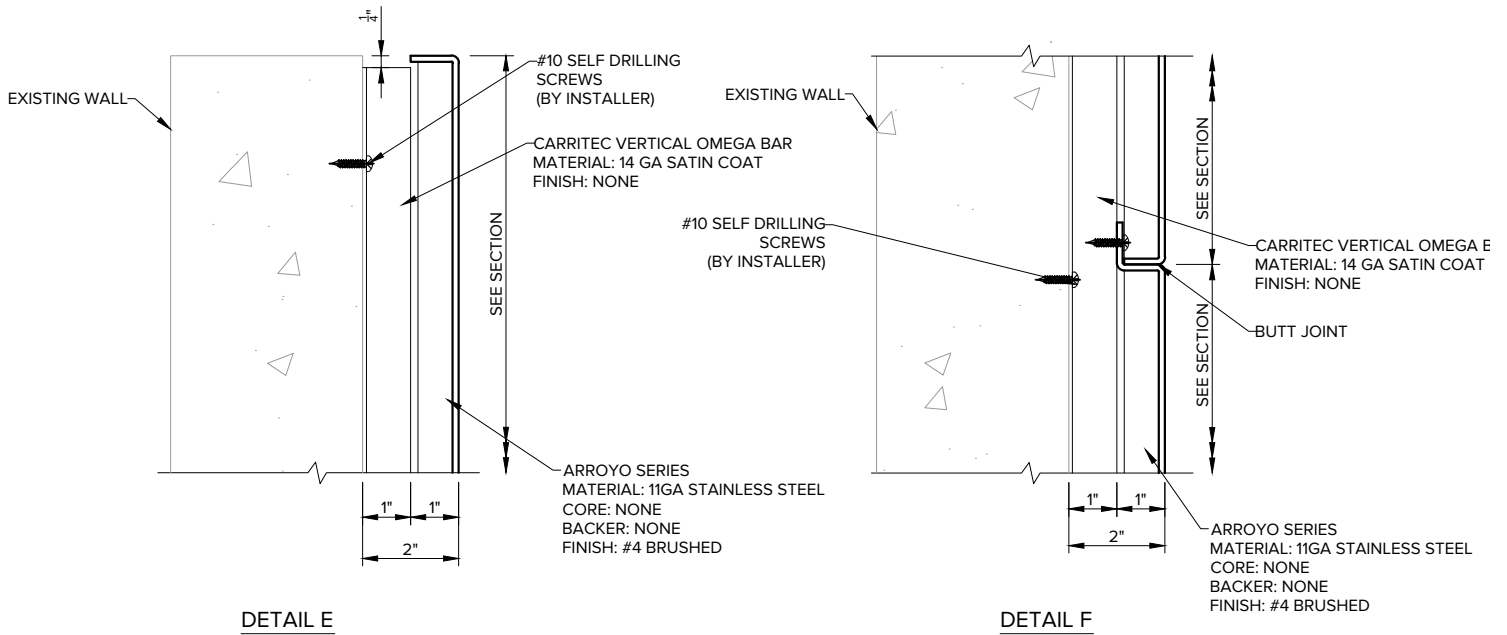 1/4"
EXISTING WALL
#10 SELF DRILLING
SCREWS
(BY INSTALLER)
CARRITEC VERTICAL OMEGA BAR
MATERIAL: 14 GA SATIN COAT
FINISH: NONE
SEE SECTION
ARROYO SERIES
MATERIAL: 11GA STAINLESS STEEL
CORE: NONE
BACKER: NONE
FINISH: #4 BRUSHED
1"
1"
2"
DETAIL E
EXISTING WALL
SEE SECTION
#10 SELF DRILLING
SCREWS
(BY INSTALLER)
CARRITEC VERTICAL OMEGA B
MATERIAL: 14 GA SATIN COAT
FINISH: NONE
BUTT JOINT
SEE SECTION
1"
1"
2"
ARROYO SERIES
MATERIAL: 11GA STAINLESS STEEL
CORE: NONE
BACKER: NONE
FINISH: #4 BRUSHED
DETAIL F